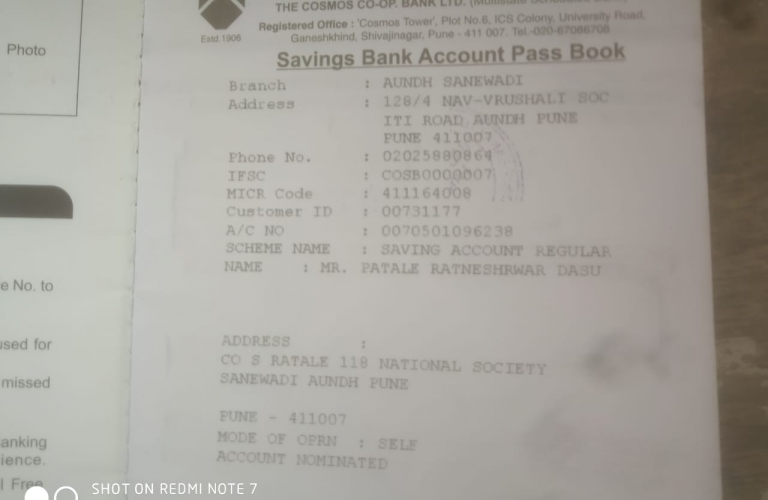 Photo
e No. to
used for
missed
anking
ience.
l Free
THE COSMOS CO-OP. BANK LTD.
Estd.1906
Registered Office : 'Cosmos Tower', Plot No.6, ICS Colony, University Road,
Ganeshkhind, Shivajinagar, Pune - 411 007. Tel.-020-67086708
Savings Bank Account Pass Book
Branch : AUNDH SANEWADI
Address : 128/4 NAV-VRUSHALI SOC
ITI ROAD AUNDH PUNE
PUNE 411007
Phone No. : 02025880864
IFSC : COSB0000007
MICR Code : 411164008
Customer ID : 00731177
A/C NO : 0070501096238
SCHEME NAME : SAVING ACCOUNT REGULAR
NAME : MR. PATALE RATNESHRWAR DASU
ADDRESS :
CO S RATALE 118 NATIONAL SOCIETY
SANEWADI AUNDH PUNE
PUNE - 411007
MODE OF OPRN : SELF
ACCOUNT NOMINATED
SHOT ON REDMI NOTE 7